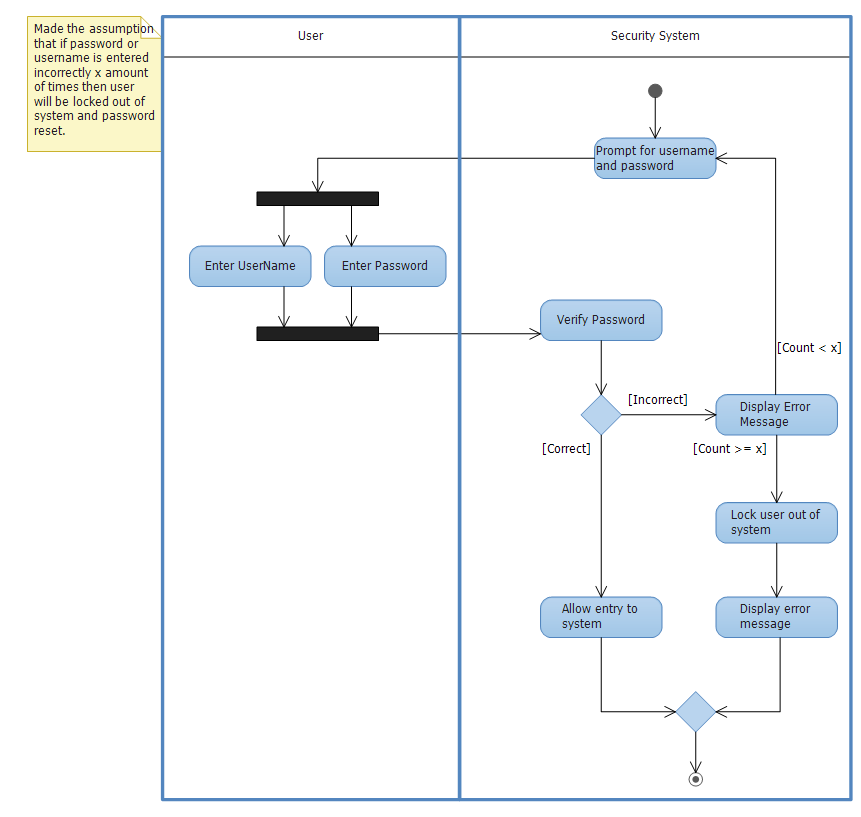 Made the assumption
that if password or
username is entered
incorrectly x amount
of times then user
will be locked out of
system and password
reset.
User
Security System
Prompt for username
and password
Enter UserName
Enter Password
Verify Password
[Count < x]
[Incorrect]
Display Error
Message
[Correct]
[Count >= x]
Lock user out of
system
Allow entry to
system
Display error
message